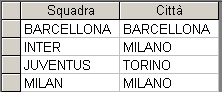 Squadra Città
BARCELLONA BARCELLONA
INTER MILANO
JUVENTUS TORINO
MILAN MILANO